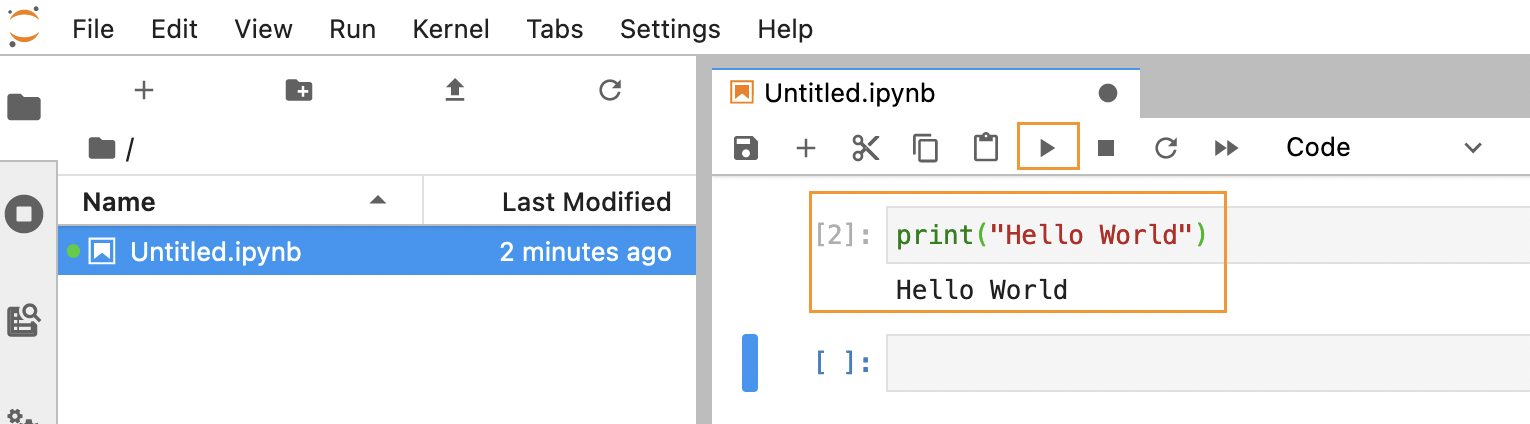 File Edit View Run Kernel Tabs Settings Help
/
Name Last Modified
Untitled.ipynb 2 minutes ago
Untitled.ipynb
Code
[2]: print("Hello World")
Hello World
[ ]: